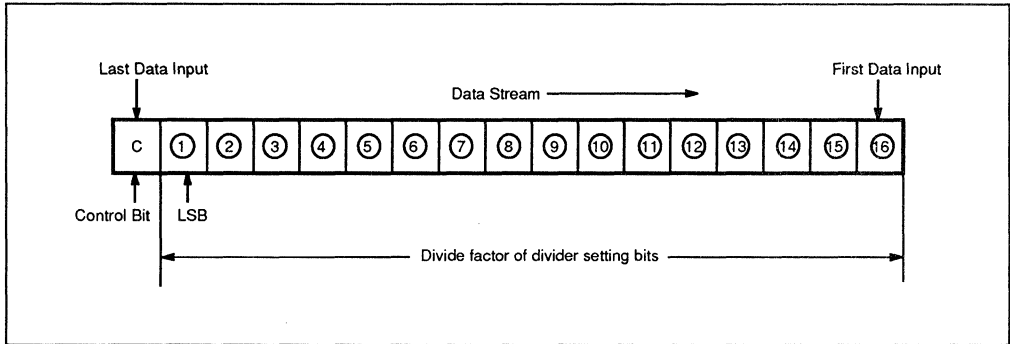 Last Data Input
First Data Input
Data Stream
C 1 2 3 4 5 6 7 8 9 10 11 12 13 14 15 16
Control Bit
LSB
Divide factor of divider setting bits